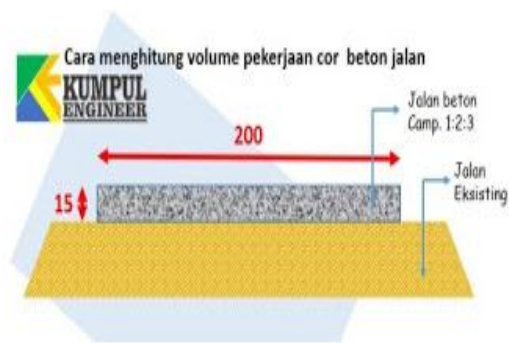 Cara menghitung volume pekerjaan cor beton jalan
KUMPUL
ENGINEER
Jalan beton
Camp. 1:2:3
200
Jalan
Eksisting
15